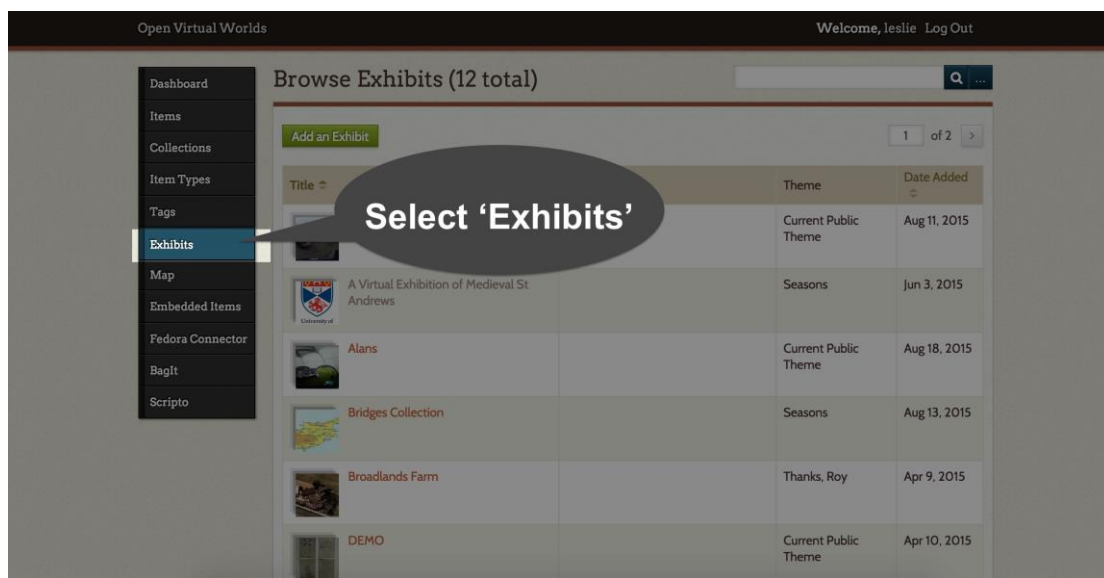 Open Virtual Worlds
Welcome, leslie Log Out
Dashboard
Items
Collections
Item Types
Tags
Exhibits
Map
Embedded Items
Fedora Connector
BagIt
Scripto
Browse Exhibits (12 total)
...
Add an Exhibit
1 of 2 >
Title
Theme
Date Added
Select ‘Exhibits’
Current Public
Theme
Aug 11, 2015
University of
A Virtual Exhibition of Medieval St
Andrews
Seasons
Jun 3, 2015
Alans
Current Public
Theme
Aug 18, 2015
Bridges Collection
Seasons
Aug 13, 2015
Broadlands Farm
Thanks, Roy
Apr 9, 2015
DEMO
Current Public
Theme
Apr 10, 2015